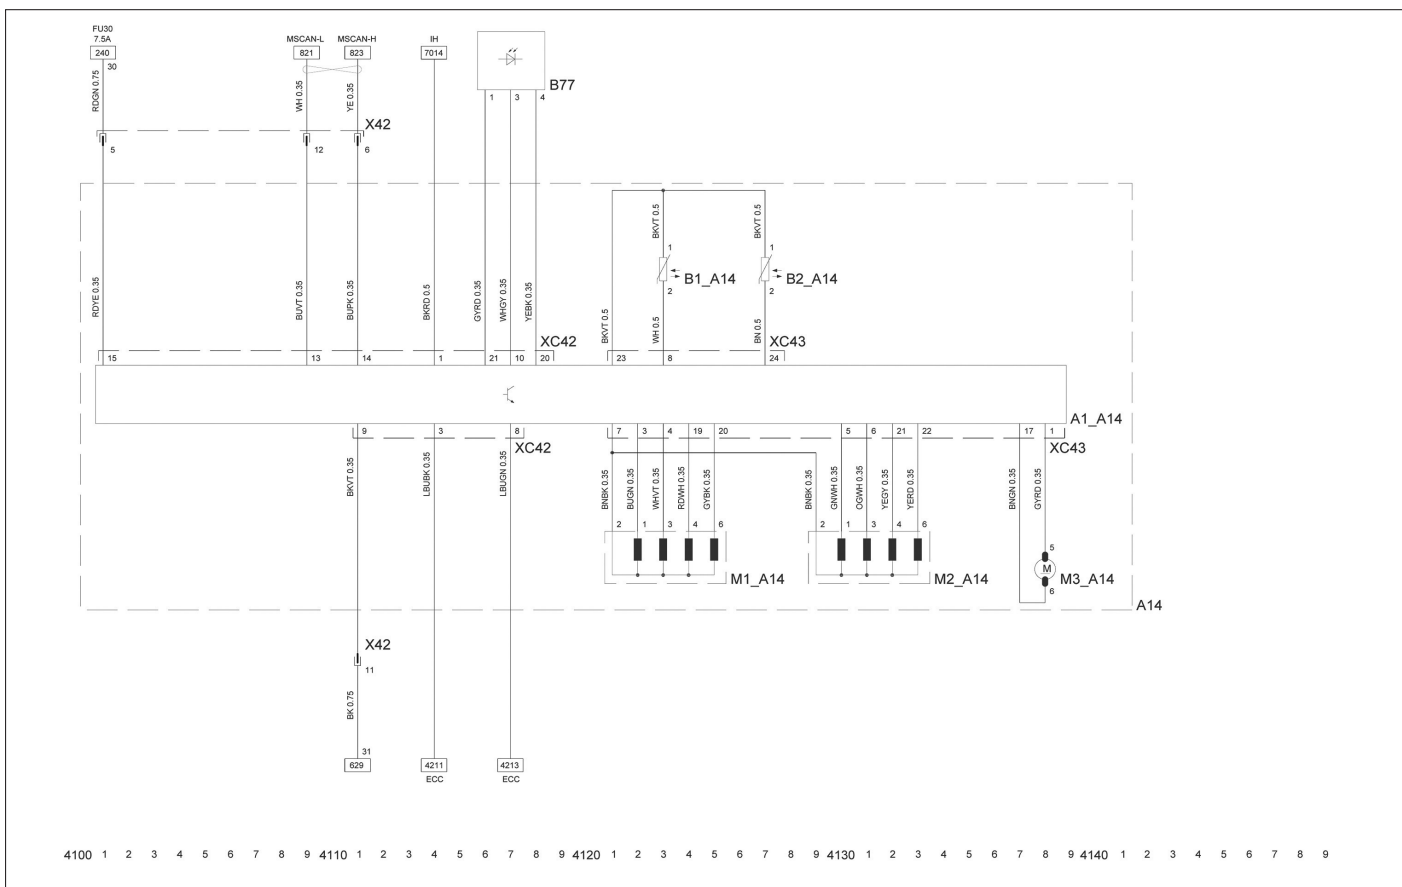 FU30
7.5A
MSCAN-L MSCAN-H IH
240 821 823 7014
30
B77
1 3 4
RDGN 0.75
WH 0.35
YE 0.35
X42
5 12 6
RDYE 0.35
BUVT 0.35
BUPK 0.35
BKRD 0.5
GYRD 0.35
WHGY 0.35
YEBK 0.35
BKVT 0.5
BKVT 0.5
BKVT 0.5
1 1
B1_A14 B2_A14
2 2
WH 0.5
BN 0.5
XC42 XC43
15 13 14 1 21 10 20 23 8 24
A1_A14
9 3 8 7 3 4 19 20 5 6 21 22 17 1
XC42 XC43
BKVT 0.35
LBUBK 0.35
LBUGN 0.35
BNBK 0.35
BUGN 0.35
WHVT 0.35
RDWH 0.35
GYBK 0.35
BNBK 0.35
GNWH 0.35
OGWH 0.35
YEGY 0.35
YERD 0.35
BNGN 0.35
GYRD 0.35
2 1 3 4 6 2 1 3 4 6
5
M
M1_A14 M2_A14 M3_A14
6
A14
X42
11
BK 0.75
31
629 4211 4213
ECC ECC
4100 1 2 3 4 5 6 7 8 9 4110 1 2 3 4 5 6 7 8 9 4120 1 2 3 4 5 6 7 8 9 4130 1 2 3 4 5 6 7 8 9 4140 1 2 3 4 5 6 7 8 9